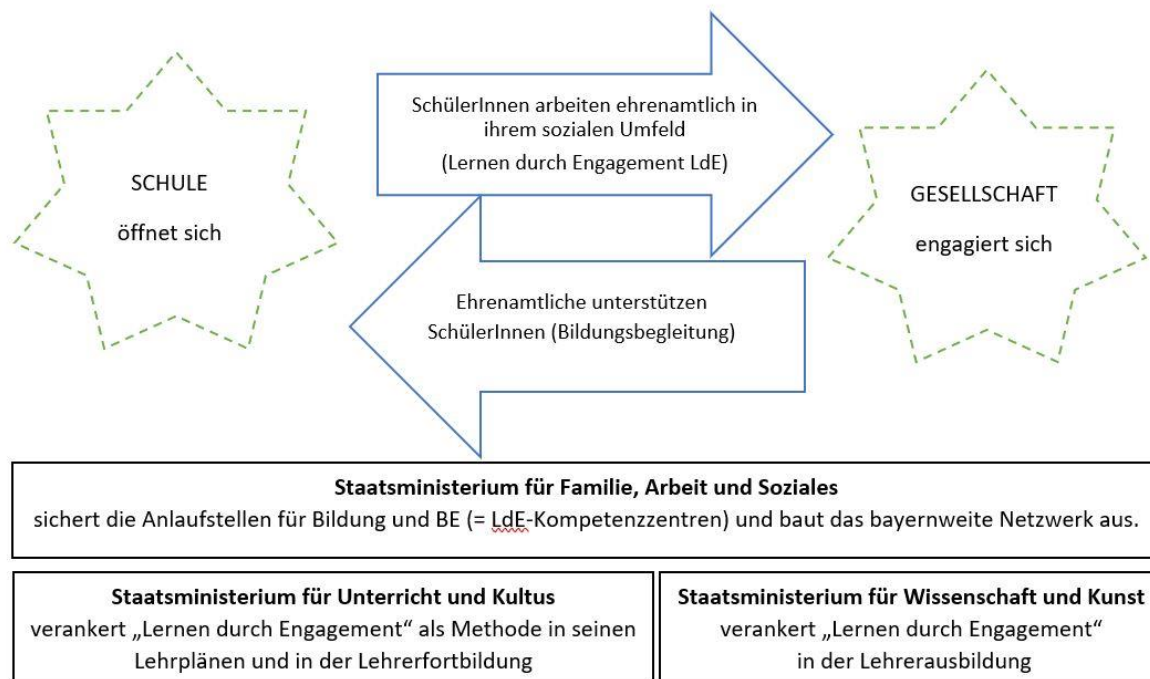 SCHULE
öffnet sich
SchülerInnen arbeiten ehrenamtlich in
ihrem sozialen Umfeld
(Lernen durch Engagement LdE)
GESELLSCHAFT
engagiert sich
Ehrenamtliche unterstützen
SchülerInnen (Bildungsbegleitung)
Staatsministerium für Familie, Arbeit und Soziales
sichert die Anlaufstellen für Bildung und BE (= LdE-Kompetenzzentren) und baut das bayernweite Netzwerk aus.
Staatsministerium für Unterricht und Kultus
verankert „Lernen durch Engagement“ als Methode in seinen
Lehrplänen und in der Lehrerfortbildung
Staatsministerium für Wissenschaft und Kunst
verankert „Lernen durch Engagement“
in der Lehrerausbildung